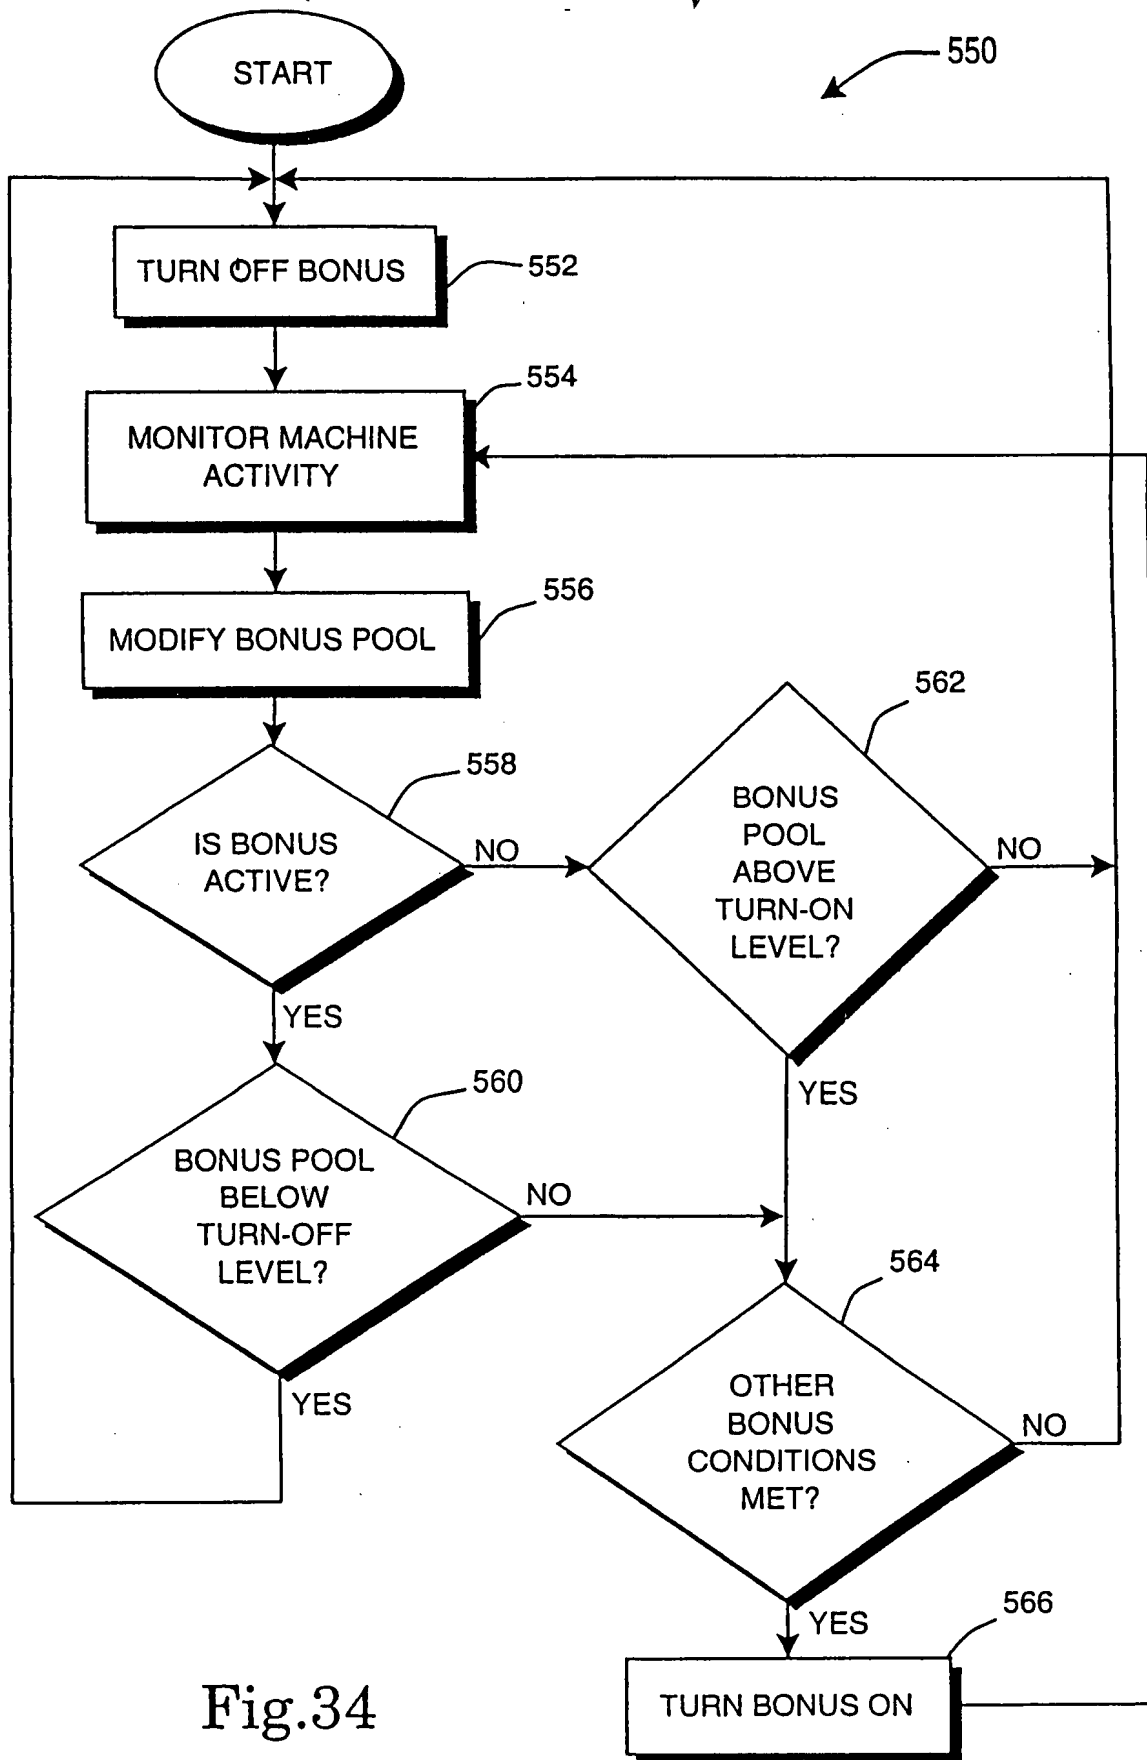 550
START
TURN OFF BONUS
552
554
MONITOR MACHINE
ACTIVITY
556
MODIFY BONUS POOL
562
558
BONUS
POOL
ABOVE
TURN-ON
LEVEL?
IS BONUS
ACTIVE?
NO
NO
YES
YES
560
BONUS POOL
BELOW
TURN-OFF
LEVEL?
NO
564
YES
OTHER
BONUS
CONDITIONS
MET?
NO
YES
566
TURN BONUS ON
Fig.34